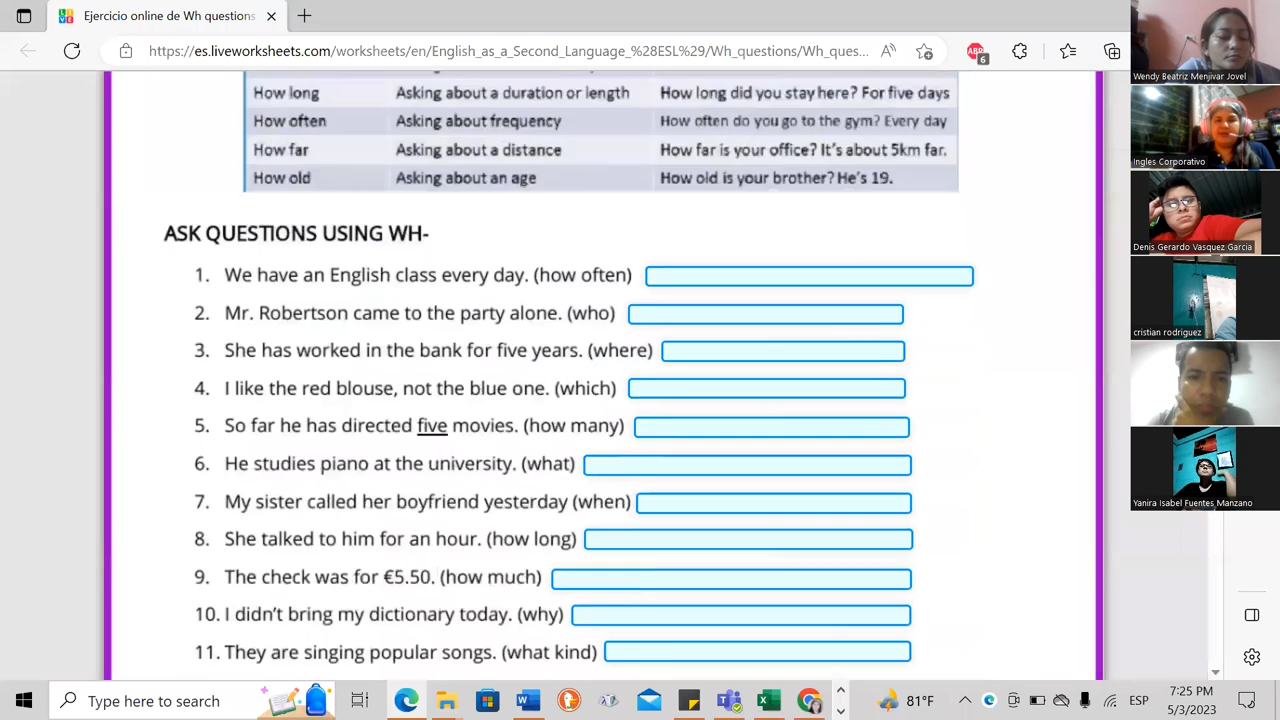 Ejercicio online de Wh questions
https://es.liveworksheets.com/worksheets/en/English_as_a_Second_Language_%28ESL%29/Wh_questions/Wh_ques...
6
How long Asking about a duration or length How long did you stay here? For five days
How often Asking about frequency How often do you go to the gym? Every day
How far Asking about a distance How far is your office? It's about 5km far.
How old Asking about an age How old is your brother? He's 19.
ASK QUESTIONS USING WH-
1. We have an English class every day. (how often)
2. Mr. Robertson came to the party alone. (who)
3. She has worked in the bank for five years. (where)
4. I like the red blouse, not the blue one. (which)
5. So far he has directed five movies. (how many)
6. He studies piano at the university. (what)
7. My sister called her boyfriend yesterday (when)
8. She talked to him for an hour. (how long)
9. The check was for €5.50. (how much)
10. I didn't bring my dictionary today. (why)
11. They are singing popular songs. (what kind)
Wendy Beatriz Menjivar Jovel
Ingles Corporativo
Denis Gerardo Vasquez Garcia
cristian rodriguez
Yanira Isabel Fuentes Manzano
Type here to search
81°F
ESP
7:25 PM
5/3/2023